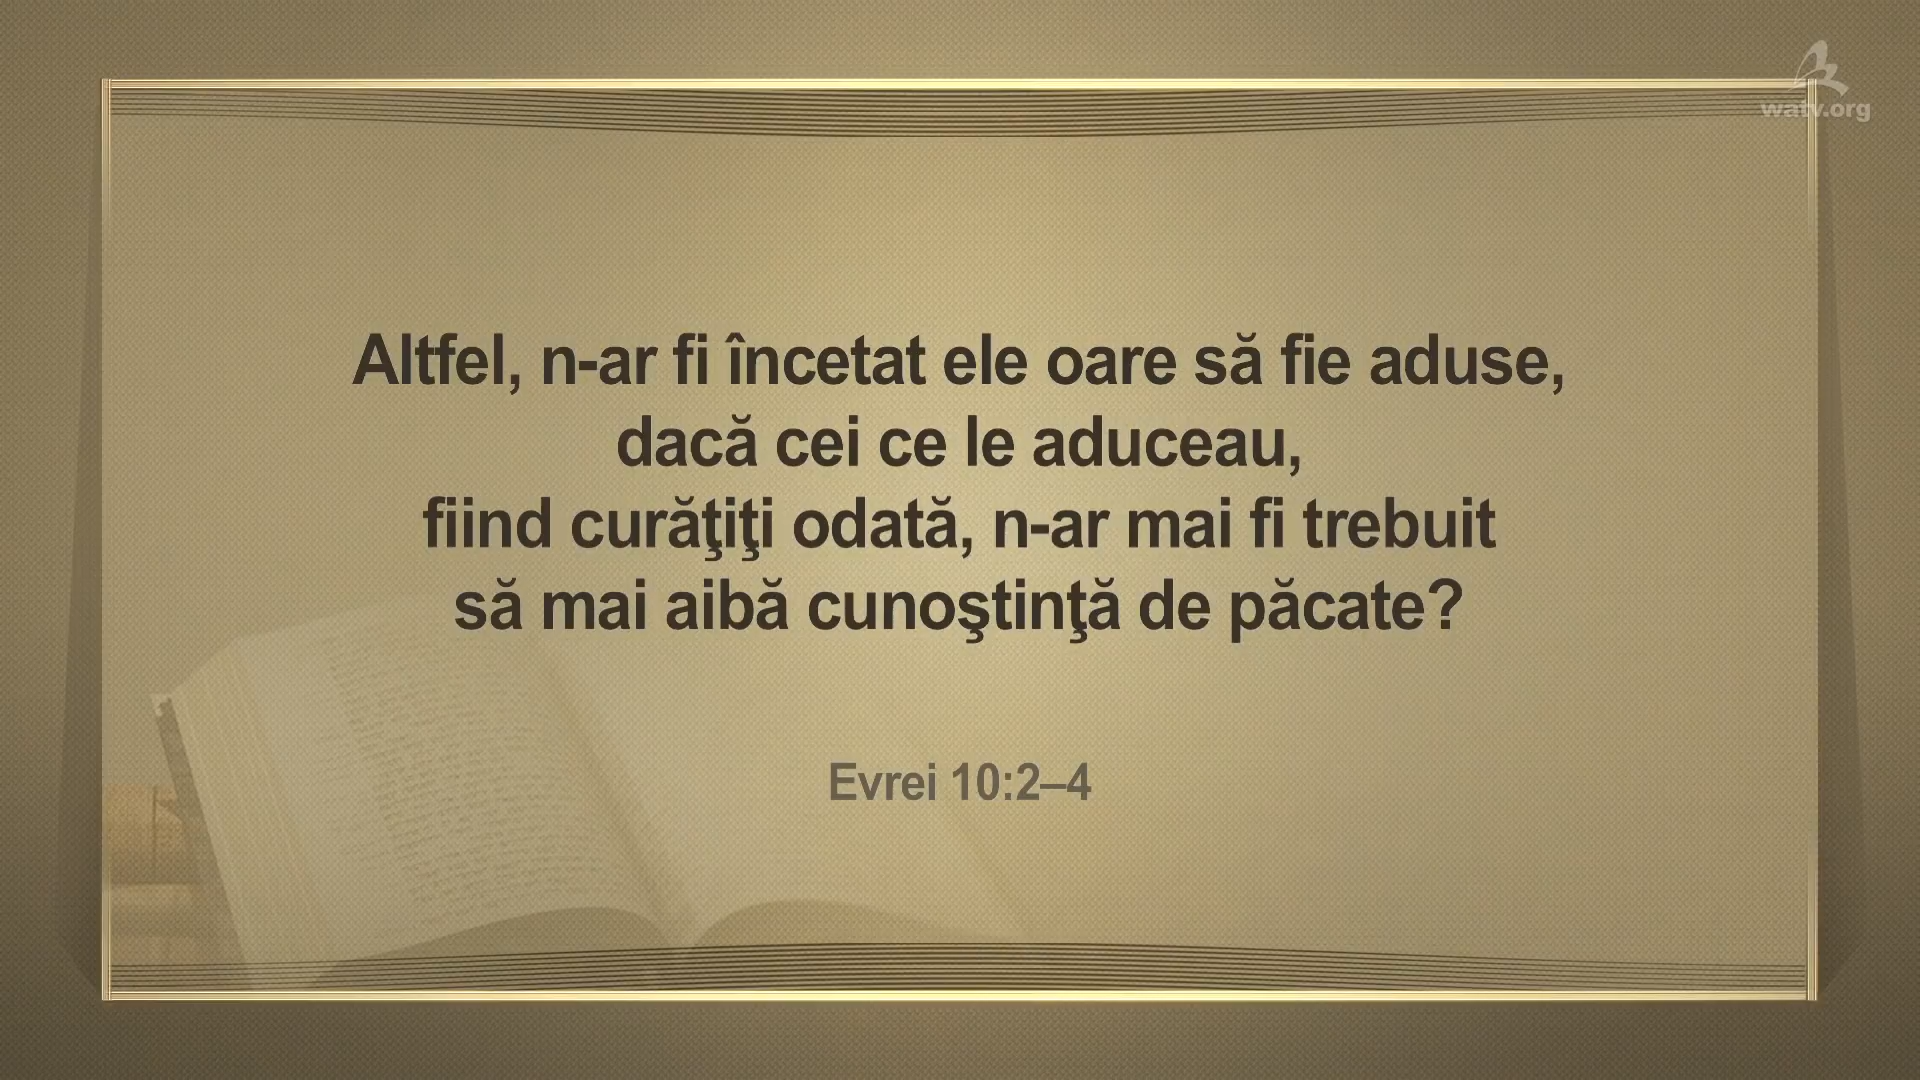 watv.org
Altfel, n-ar fi încetat ele oare să fie aduse,
dacă cei ce le aduceau,
fiind curăţiţi odată, n-ar mai fi trebuit
să mai aibă cunoştinţă de păcate?
Evrei 10:2–4